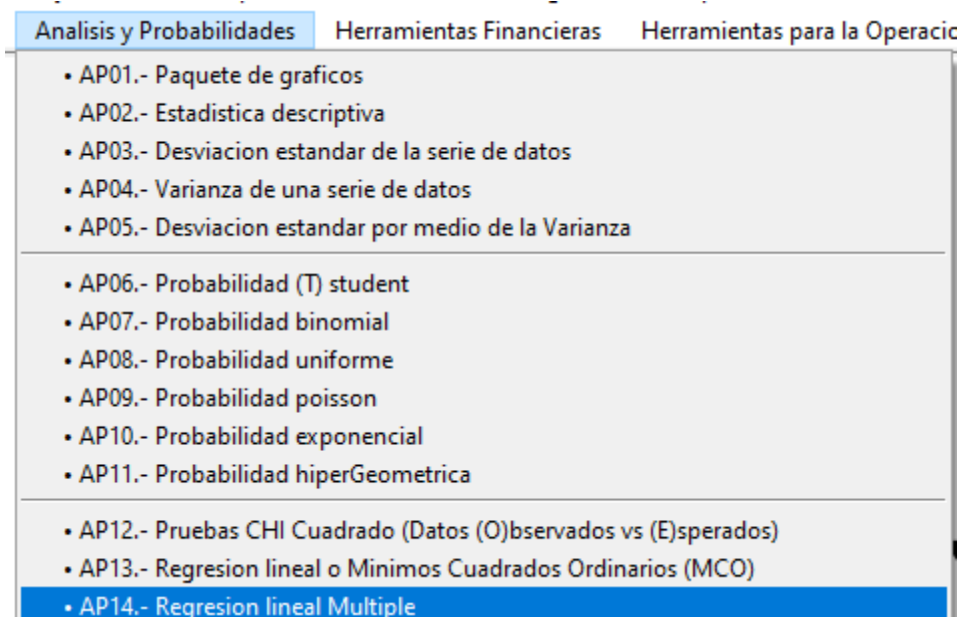 Analisis y Probabilidades Herramientas Financieras Herramientas para la Operacio
• AP01.- Paquete de graficos
• AP02.- Estadistica descriptiva
• AP03.- Desviacion estandar de la serie de datos
• AP04.- Varianza de una serie de datos
• AP05.- Desviacion estandar por medio de la Varianza
• AP06.- Probabilidad (T) student
• AP07.- Probabilidad binomial
• AP08.- Probabilidad uniforme
• AP09.- Probabilidad poisson
• AP10.- Probabilidad exponencial
• AP11.- Probabilidad hiperGeometrica
• AP12.- Pruebas CHI Cuadrado (Datos (O)bservados vs (E)sperados)
• AP13.- Regresion lineal o Minimos Cuadrados Ordinarios (MCO)
• AP14.- Regresion lineal Multiple